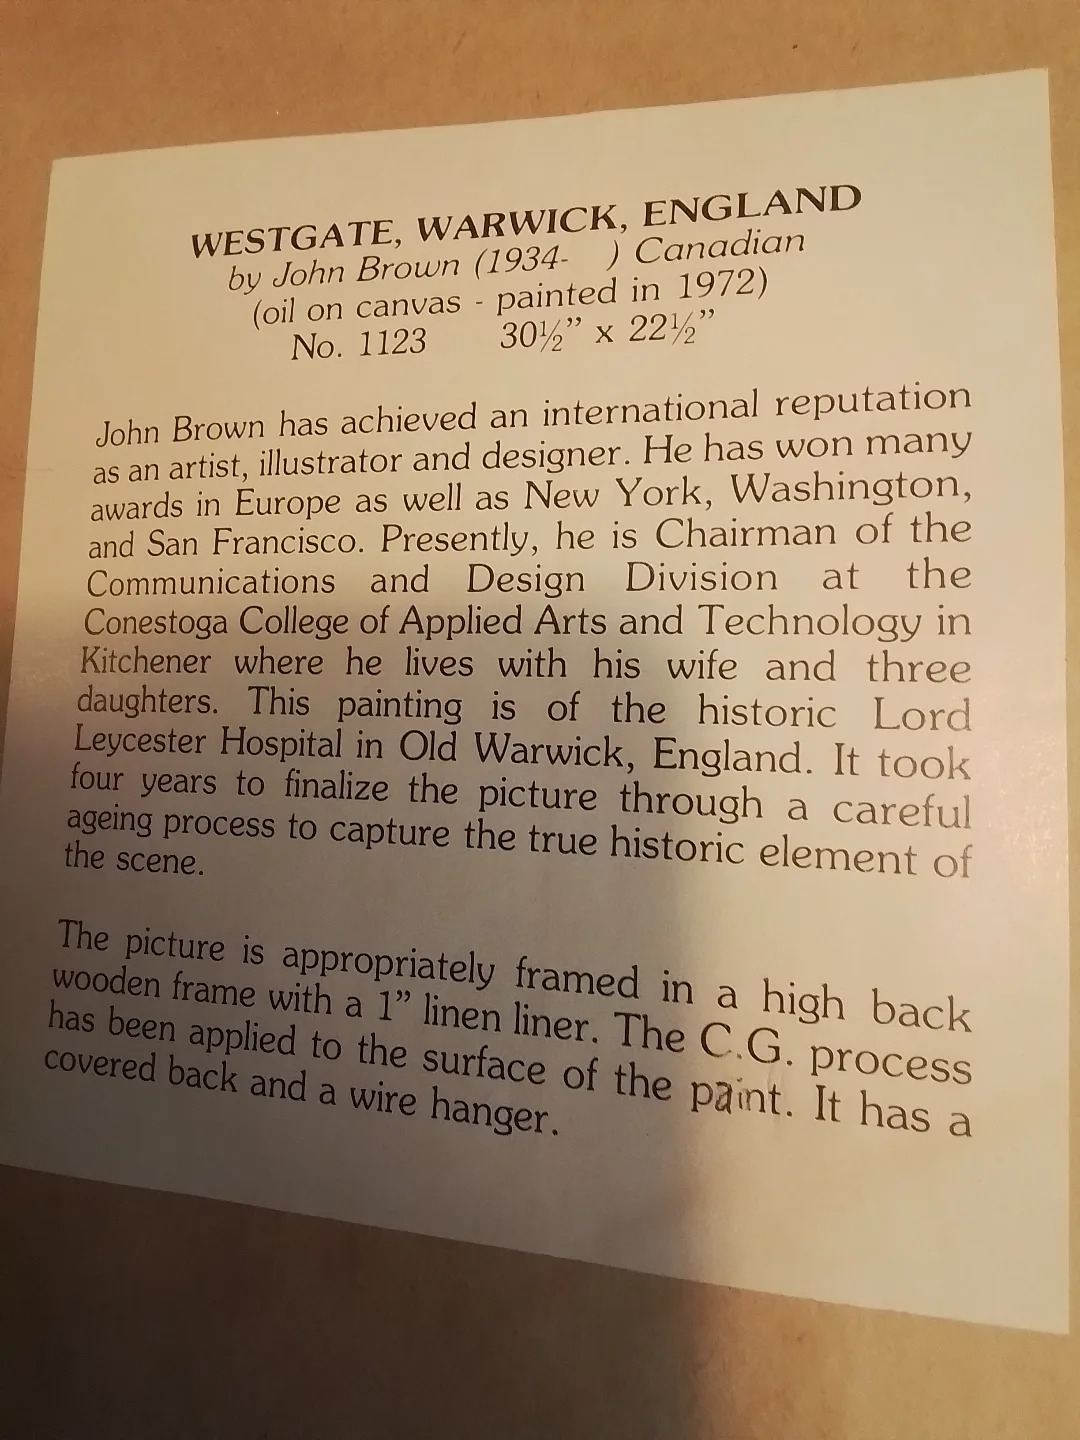 WESTGATE, WARWICK, ENGLAND
by John Brown (1934- ) Canadian
(oil on canvas - painted in 1972)
No. 1123 30½” x 22½”
John Brown has achieved an international reputation
as an artist, illustrator and designer. He has won many
awards in Europe as well as New York, Washington,
and San Francisco. Presently, he is Chairman of the
Communications and Design Division at the
Conestoga College of Applied Arts and Technology in
Kitchener where he lives with his wife and three
daughters. This painting is of the historic Lord
Leycester Hospital in Old Warwick, England. It took
four years to finalize the picture through a careful
ageing process to capture the true historic element of
the scene.
The picture is appropriately framed in a high back
wooden frame with a 1” linen liner. The C.G. process
has been applied to the surface of the paint. It has a
covered back and a wire hanger.